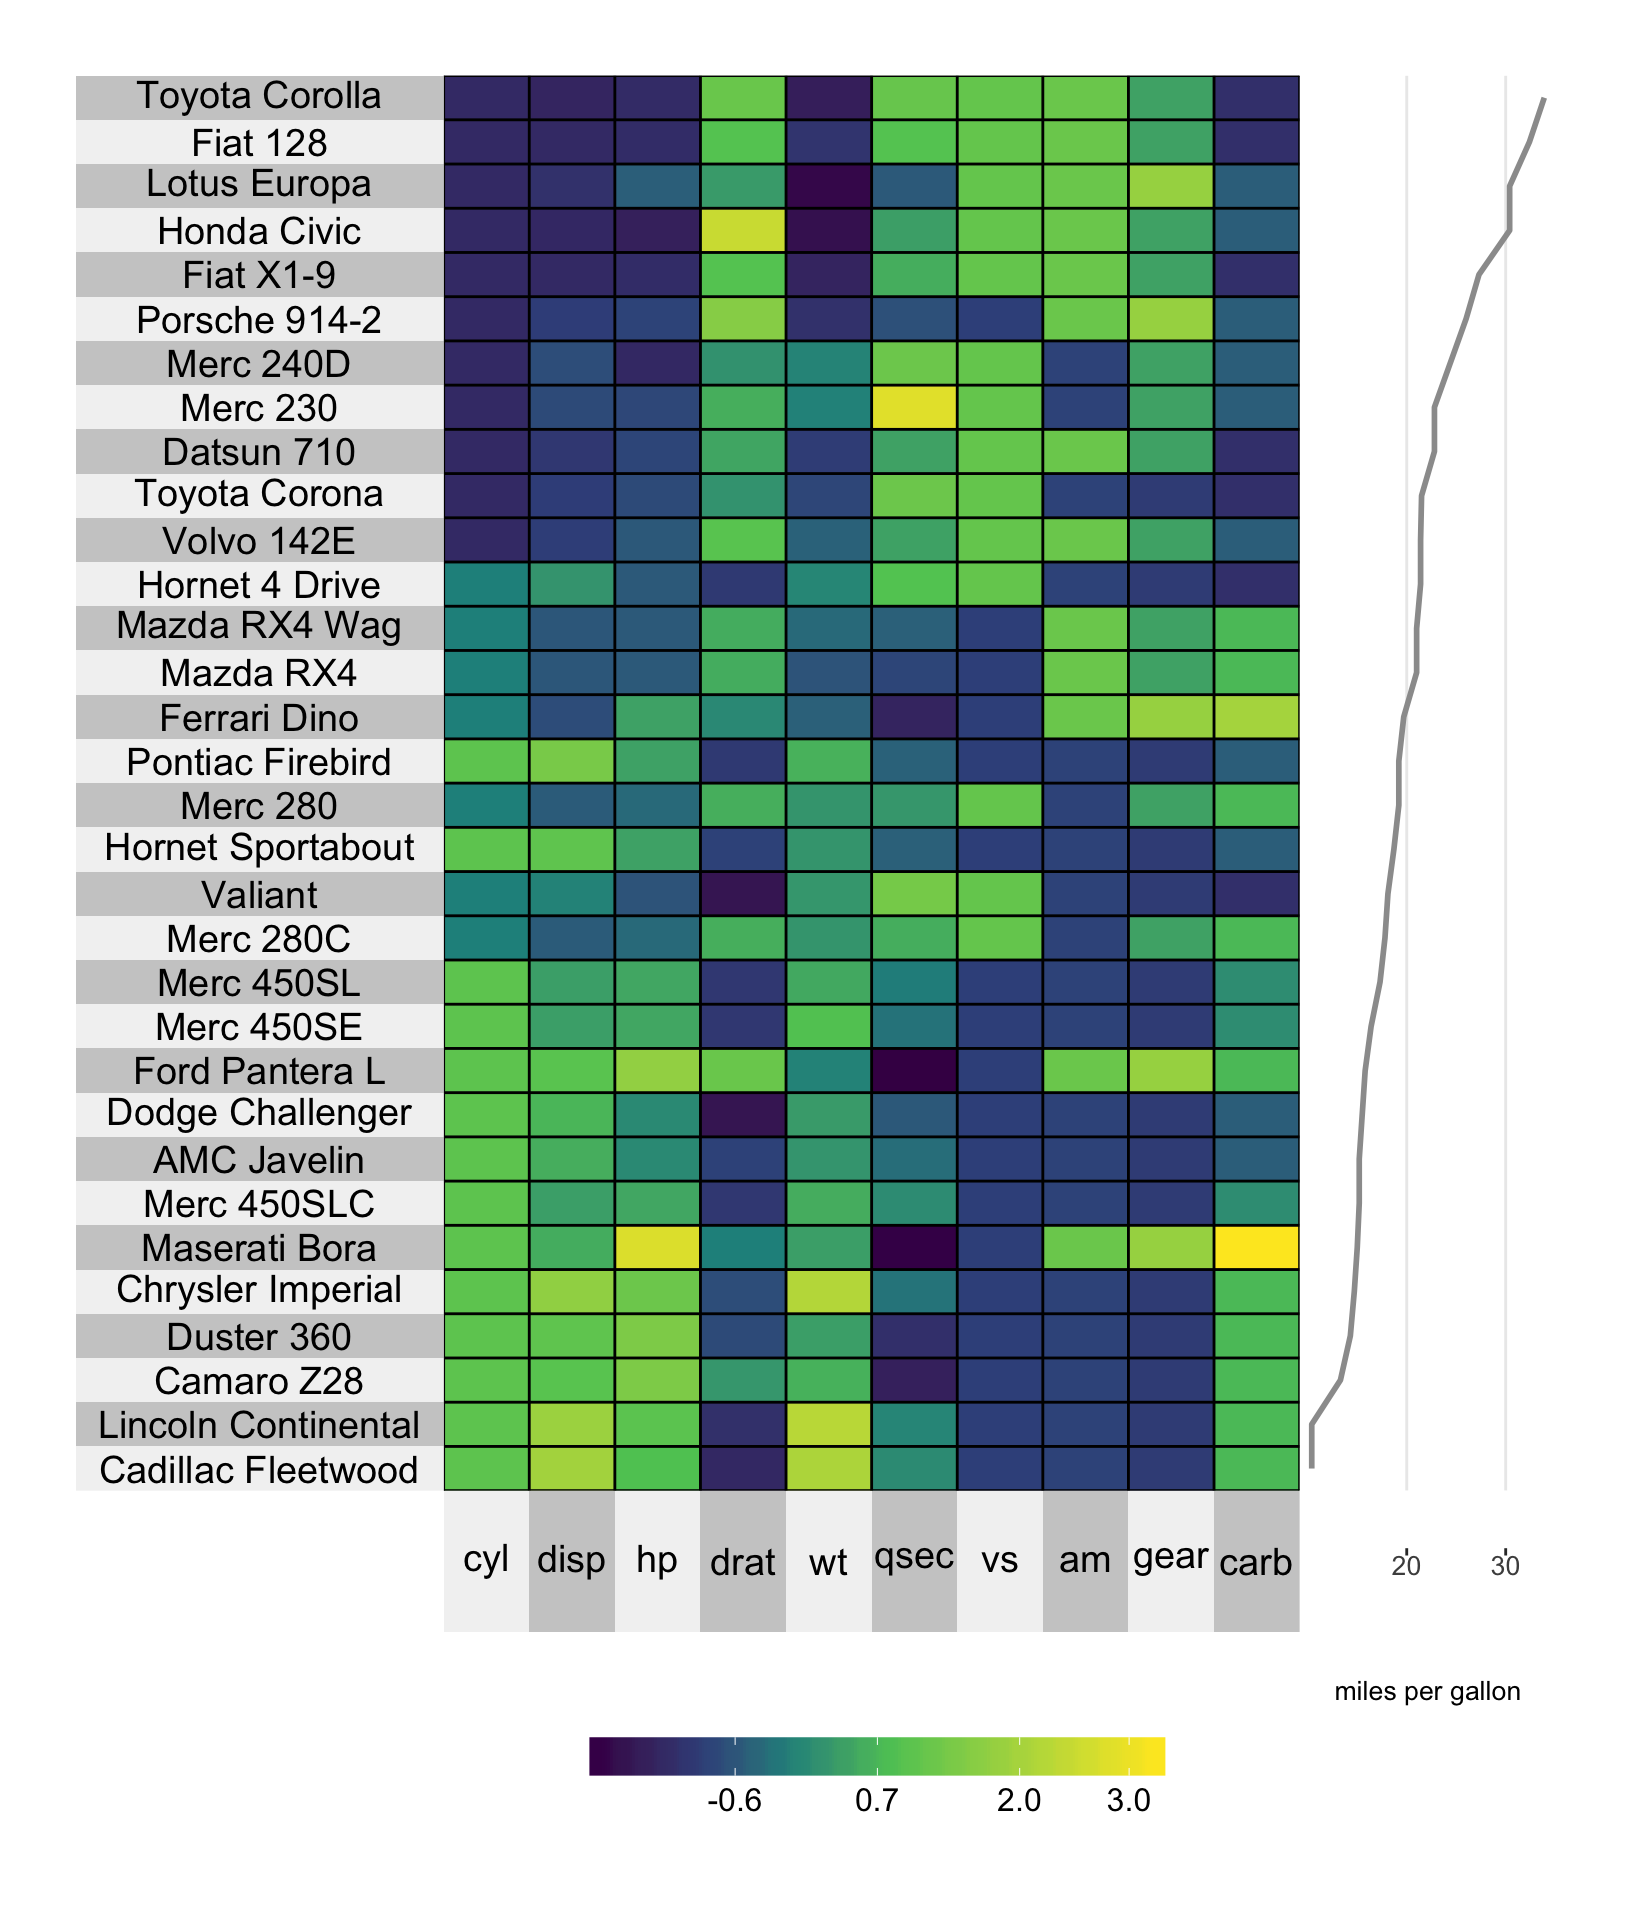 Toyota Corolla
Fiat 128
Lotus Europa
Honda Civic
Fiat X1-9
Porsche 914-2
Merc 240D
Merc 230
Datsun 710
Toyota Corona
Volvo 142E
Hornet 4 Drive
Mazda RX4 Wag
Mazda RX4
Ferrari Dino
Pontiac Firebird
Merc 280
Hornet Sportabout
Valiant
Merc 280C
Merc 450SL
Merc 450SE
Ford Pantera L
Dodge Challenger
AMC Javelin
Merc 450SLC
Maserati Bora
Chrysler Imperial
Duster 360
Camaro Z28
Lincoln Continental
Cadillac Fleetwood
cyl disp hp drat wt qsec vs am gear carb 20 30
miles per gallon
-0.6 0.7 2.0 3.0